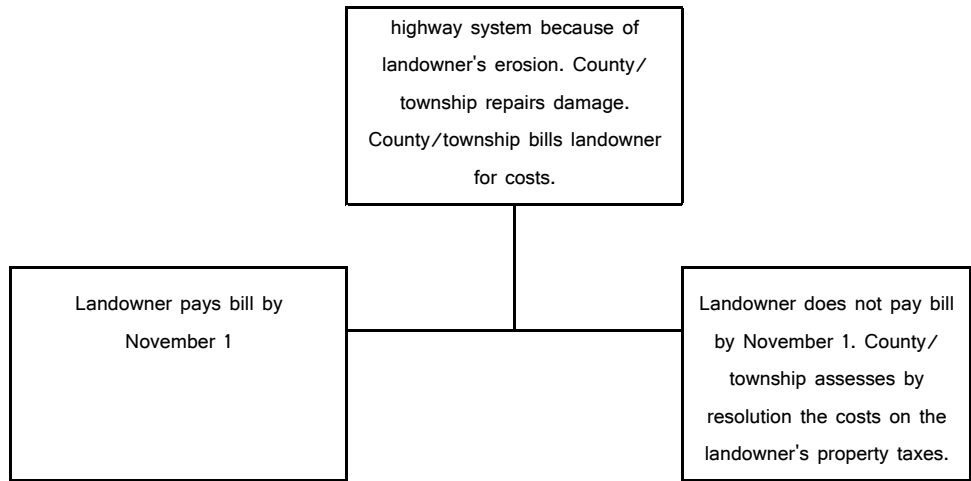 highway system because of
landowner's erosion. County/
township repairs damage.
County/township bills landowner
for costs.
Landowner pays bill by
November 1
Landowner does not pay bill
by November 1. County/
township assesses by
resolution the costs on the
landowner's property taxes.